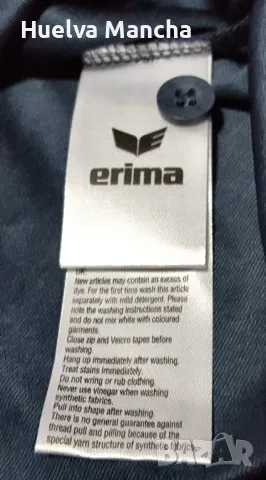 Huelva Mancha
erima
UK:
New articles may contain an excess of
dye. For the first time wash this article
separately with mild detergent. Please
note the washing instructions stated
and do not mix white with coloured
garments.
Close zip and Velcro tapes before
washing.
Hang up immediately after washing.
Treat stains immediately.
Do not wring or rub clothing.
Never use vinegar when washing
synthetic fabrics.
Pull into shape after washing.
There is no general guarantee against
thread pull and pilling because of the
special yarn structure of synthetic fabrics.
bazar